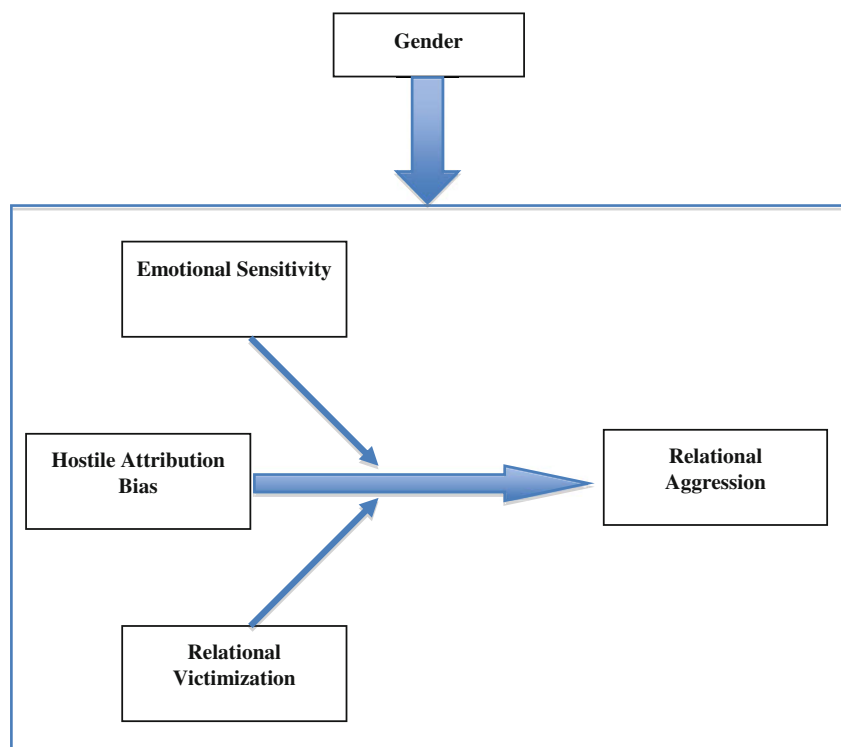 Gender
Emotional Sensitivity
Hostile Attribution
Bias
Relational
Aggression
Relational
Victimization